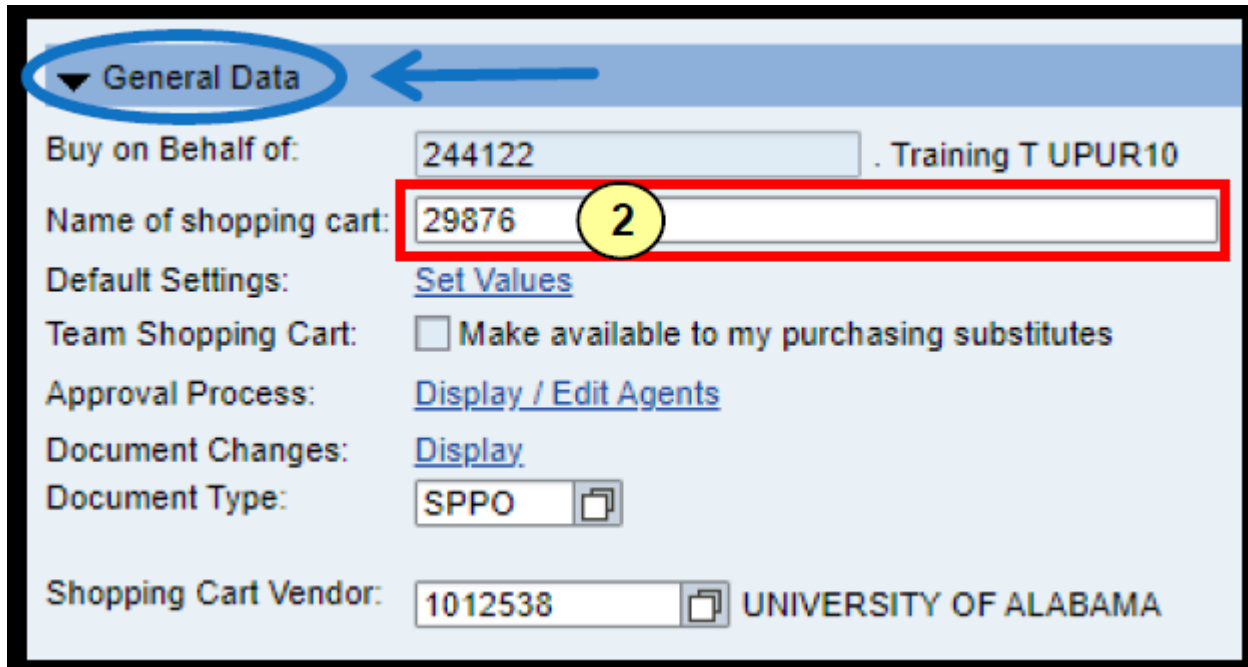 General Data
Buy on Behalf of: 244122 . Training T UPUR10
Name of shopping cart: 29876 2
Default Settings: Set Values
Team Shopping Cart: Make available to my purchasing substitutes
Approval Process: Display / Edit Agents
Document Changes: Display
Document Type: SPPO
Shopping Cart Vendor: 1012538 UNIVERSITY OF ALABAMA